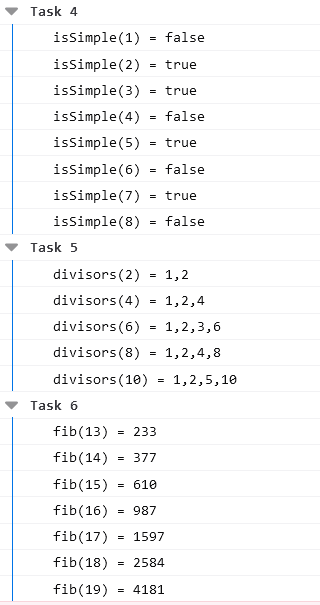 Task 4
isSimple(1) = false
isSimple(2) = true
isSimple(3) = true
isSimple(4) = false
isSimple(5) = true
isSimple(6) = false
isSimple(7) = true
isSimple(8) = false
Task 5
divisors(2) = 1,2
divisors(4) = 1,2,4
divisors(6) = 1,2,3,6
divisors(8) = 1,2,4,8
divisors(10) = 1,2,5,10
Task 6
fib(13) = 233
fib(14) = 377
fib(15) = 610
fib(16) = 987
fib(17) = 1597
fib(18) = 2584
fib(19) = 4181